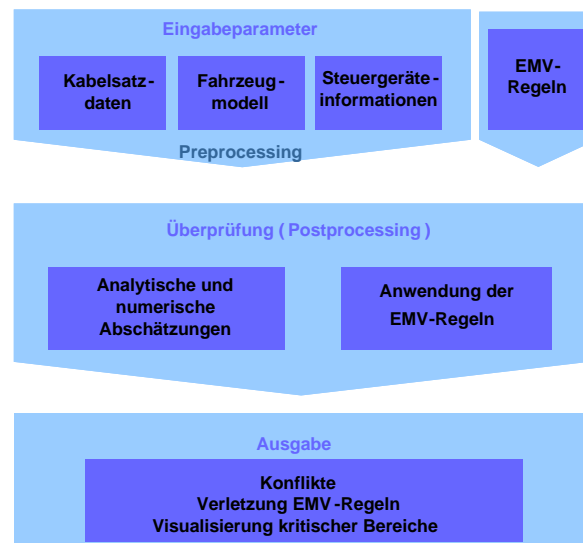 Eingabeparameter
Kabelsatz-
daten
Fahrzeug-
modell
Steuergeräte-
informationen
EMV-
Regeln
Preprocessing
Überprüfung ( Postprocessing )
Analytische und
numerische
Abschätzungen
Anwendung der
EMV-Regeln
Ausgabe
Konflikte
Verletzung EMV-Regeln
Visualisierung kritischer Bereiche